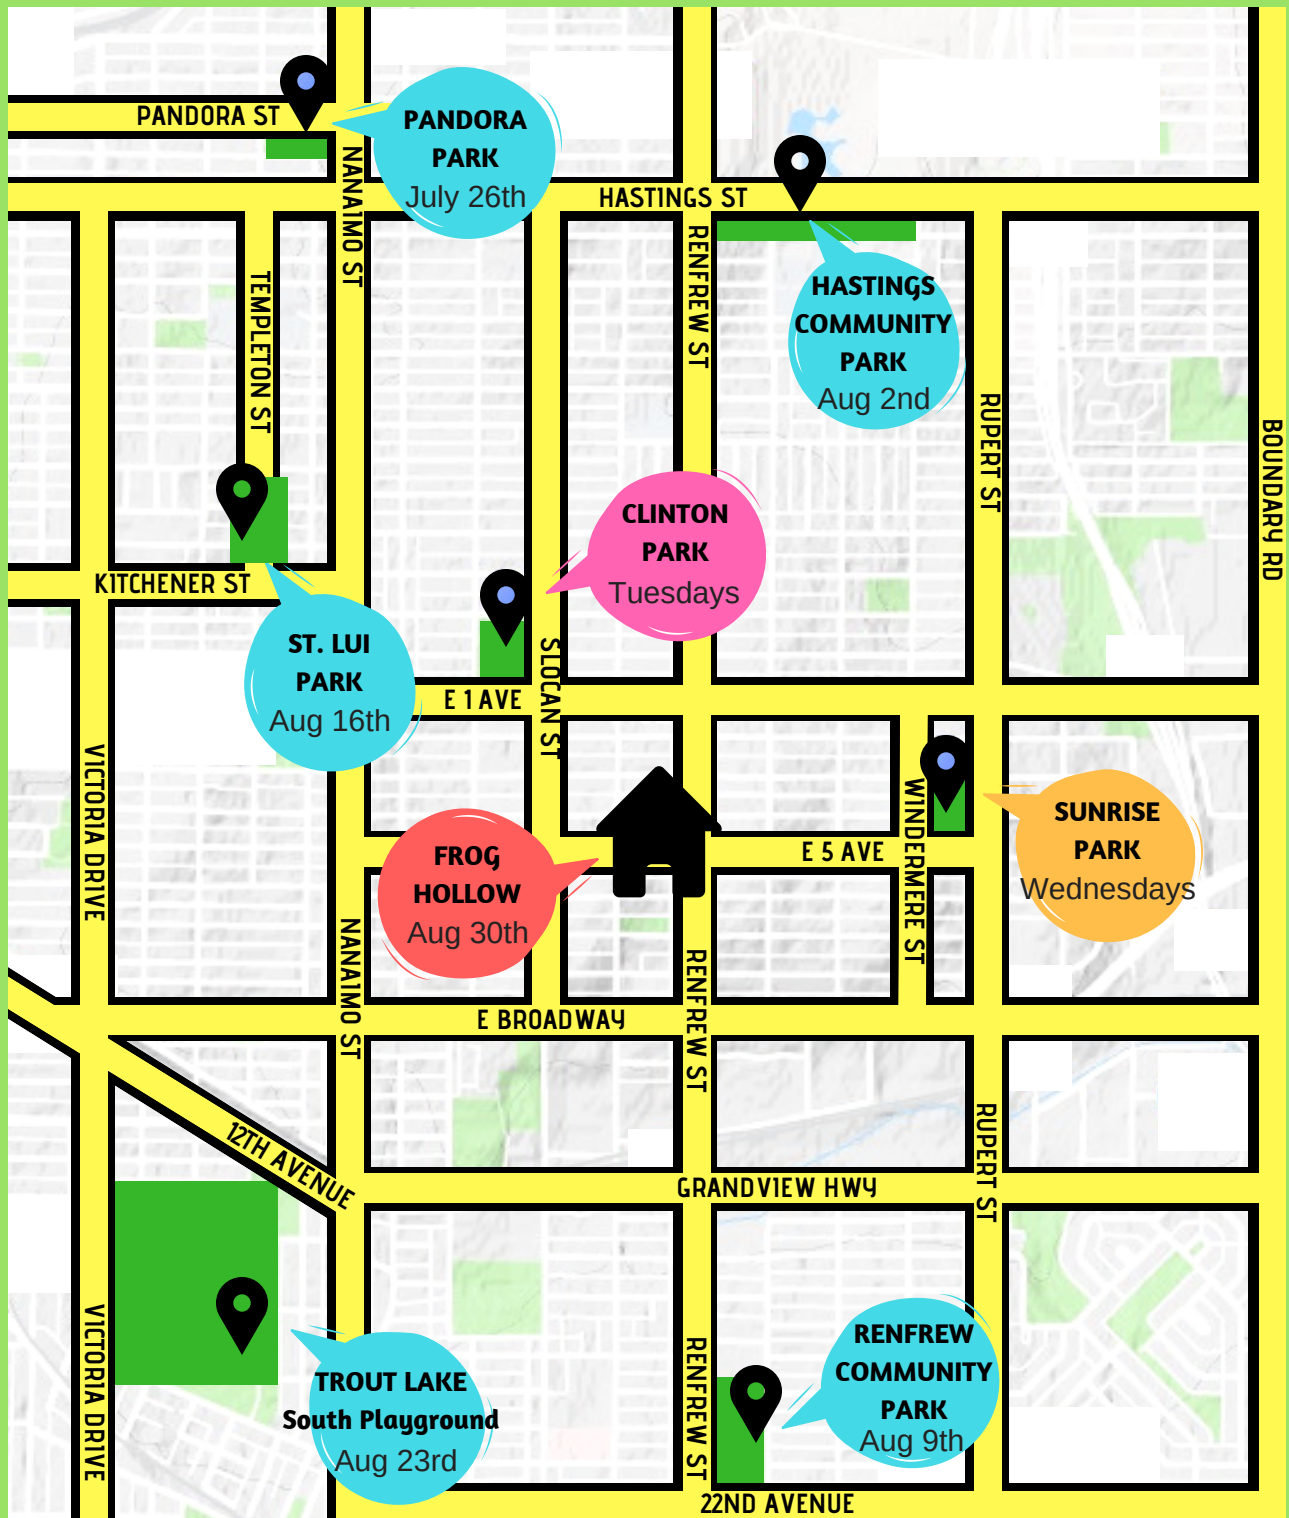 PANDORA ST
PANDORA
PARK
July 26th
NANAIMO ST
HASTINGS ST
RENFREW ST
HASTINGS
COMMUNITY
PARK
Aug 2nd
TEMPLETON ST
RUPERT ST
BOUNDARY RD
CLINTON
PARK
Tuesdays
KITCHENER ST
ST. LUI
PARK
Aug 16th
SLOCAN ST
E 1 AVE
VICTORIA DRIVE
WINDERMERE ST
SUNRISE
PARK
Wednesdays
FROG
HOLLOW
Aug 30th
E 5 AVE
NANAIMO ST
RENFREW ST
E BROADWAY
12TH AVENUE
RUPERT ST
GRANDVIEW HWY
VICTORIA DRIVE
TROUT LAKE
South Playground
Aug 23rd
RENFREW ST
RENFREW
COMMUNITY
PARK
Aug 9th
22ND AVENUE